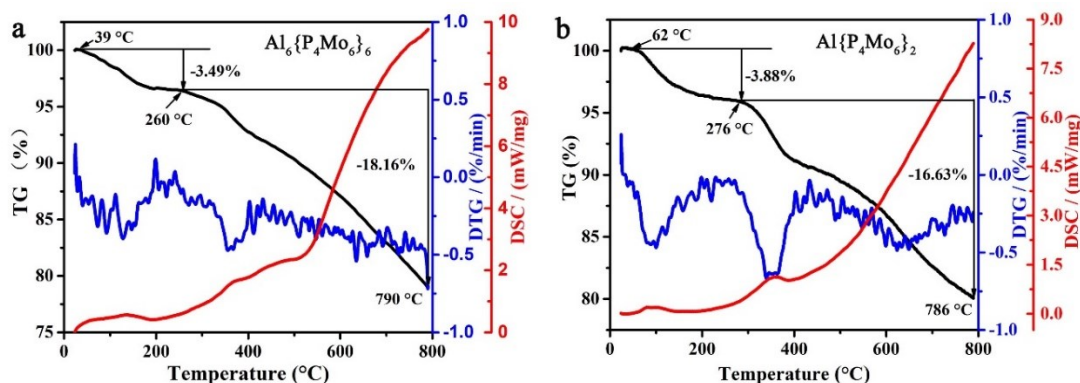 a
39 °C
Al₆{P₄Mo₆}₆
-3.49%
260 °C
-18.16%
790 °C
TG (%)
100
95
90
85
80
75
0
200
400
600
800
Temperature (°C)
1.0
0.5
0.0
-0.5
-1.0
DTG / (%/min)
DSC / (mW/mg)
10
8
6
4
2
0
b
62 °C
Al{P₄Mo₆}₂
-3.88%
276 °C
-16.63%
786 °C
TG (%)
100
95
90
85
80
0
200
400
600
800
Temperature (°C)
1.0
0.5
0.0
-0.5
-1.0
DTG / (%/min)
DSC / (mW/mg)
9.0
7.5
6.0
4.5
3.0
1.5
0.0